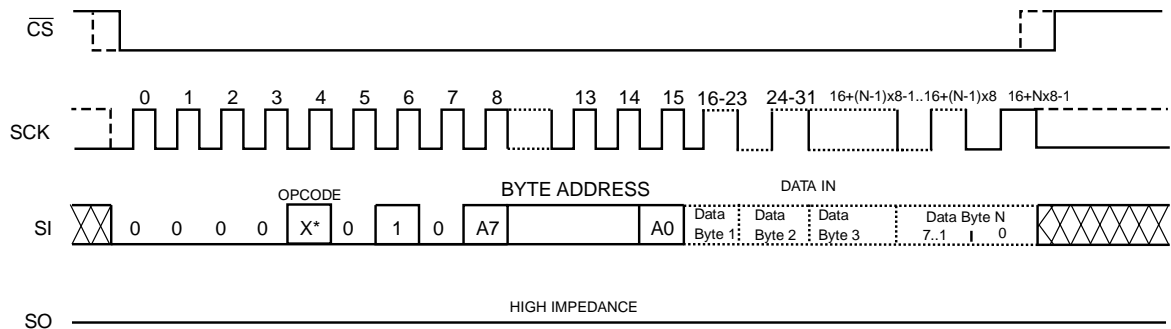 CS
0 1 2 3 4 5 6 7 8 13 14 15 16-23 24-31 16+(N-1)x8-1..16+(N-1)x8 16+Nx8-1
SCK
OPCODE BYTE ADDRESS DATA IN
SI 0 0 0 0 X* 0 1 0 A7 A0 Data Byte 1 Data Byte 2 Data Byte 3 Data Byte N 7..1 0
HIGH IMPEDANCE
SO